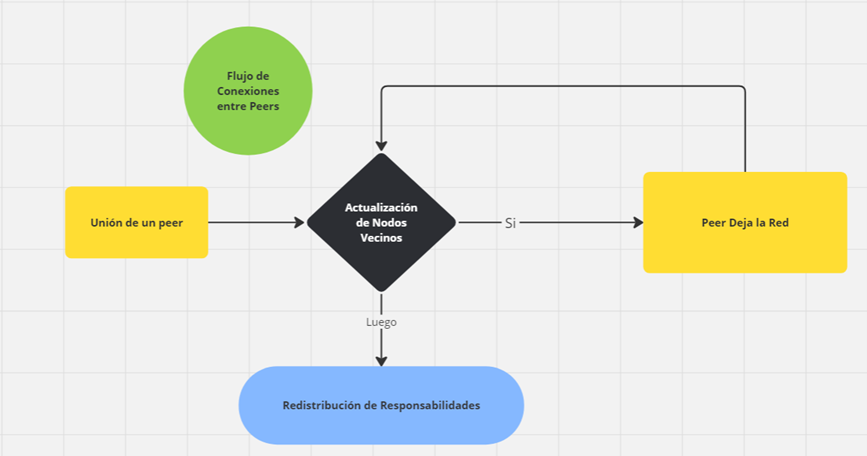 Flujo de
Conexiones
entre Peers
Unión de un peer
Actualización
de Nodos
Vecinos
Si
Peer Deja la Red
Luego
Redistribución de Responsabilidades